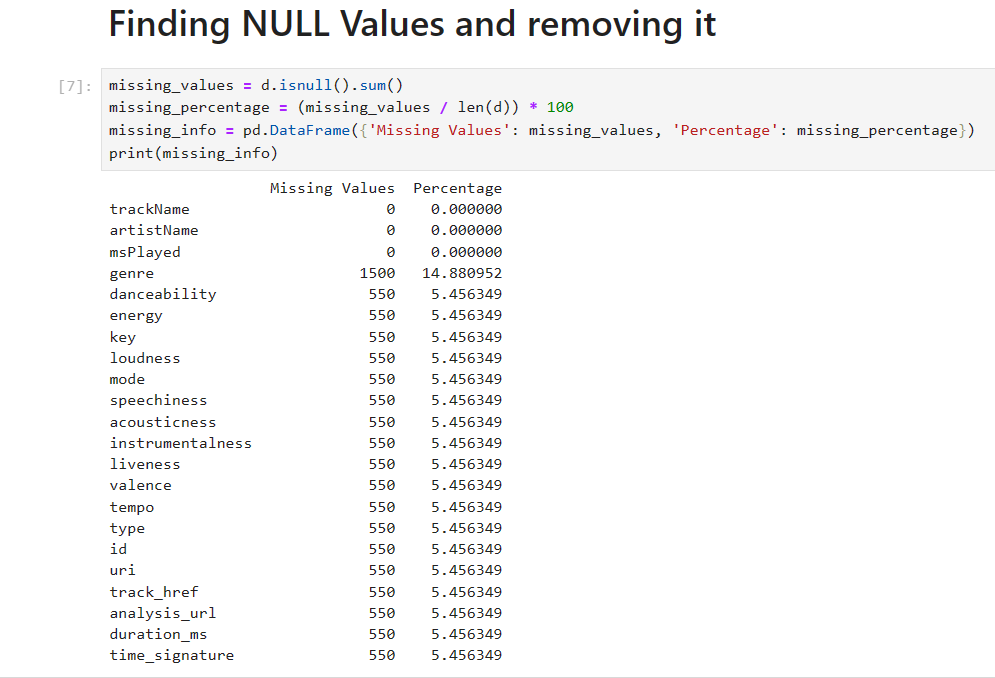 Finding NULL Values and removing it
[7]: missing_values = d.isnull().sum()
missing_percentage = (missing_values / len(d)) * 100
missing_info = pd.DataFrame({'Missing Values': missing_values, 'Percentage': missing_percentage})
print(missing_info)
Missing Values Percentage
trackName 0 0.000000
artistName 0 0.000000
msPlayed 0 0.000000
genre 1500 14.880952
danceability 550 5.456349
energy 550 5.456349
key 550 5.456349
loudness 550 5.456349
mode 550 5.456349
speechiness 550 5.456349
acousticness 550 5.456349
instrumentalness 550 5.456349
liveness 550 5.456349
valence 550 5.456349
tempo 550 5.456349
type 550 5.456349
id 550 5.456349
uri 550 5.456349
track_href 550 5.456349
analysis_url 550 5.456349
duration_ms 550 5.456349
time_signature 550 5.456349